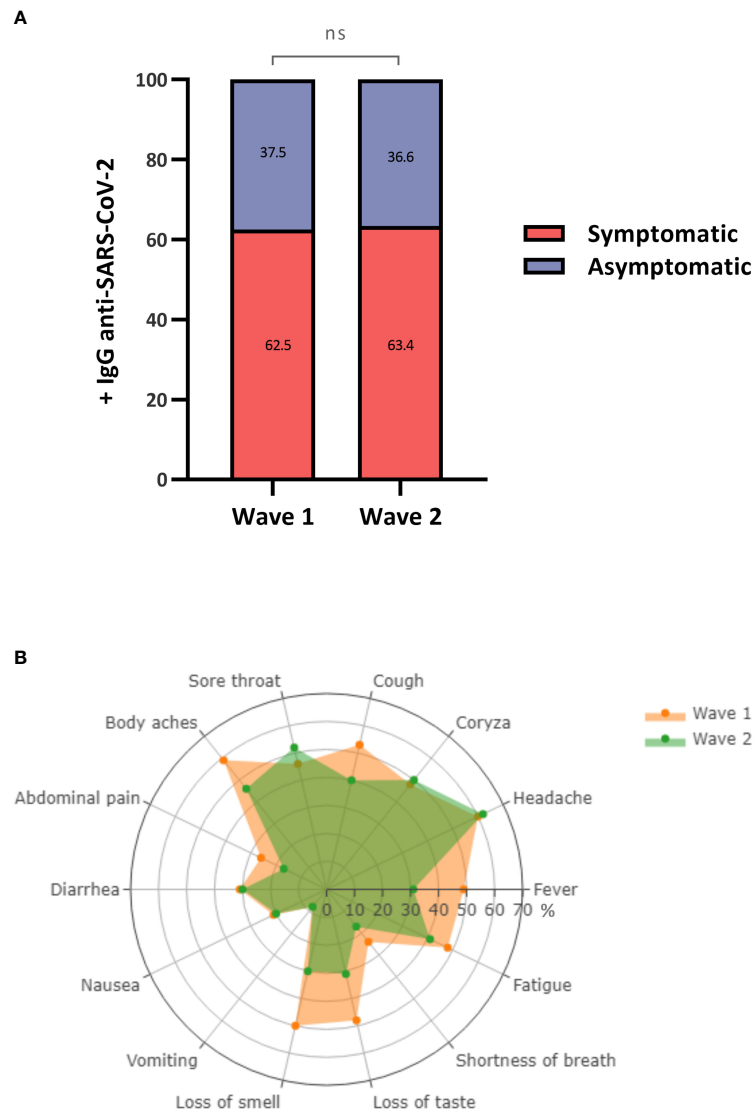 A
ns
100
80
60
40
20
0
+ IgG anti-SARS-CoV-2
37.5
36.6
62.5
63.4
Wave 1
Wave 2
Symptomatic
Asymptomatic
B
Sore throat
Cough
Body aches
Coryza
Abdominal pain
Headache
Diarrhea
Fever
0 10 20 30 40 50 60 70 %
Nausea
Fatigue
Vomiting
Shortness of breath
Loss of smell
Loss of taste
Wave 1
Wave 2